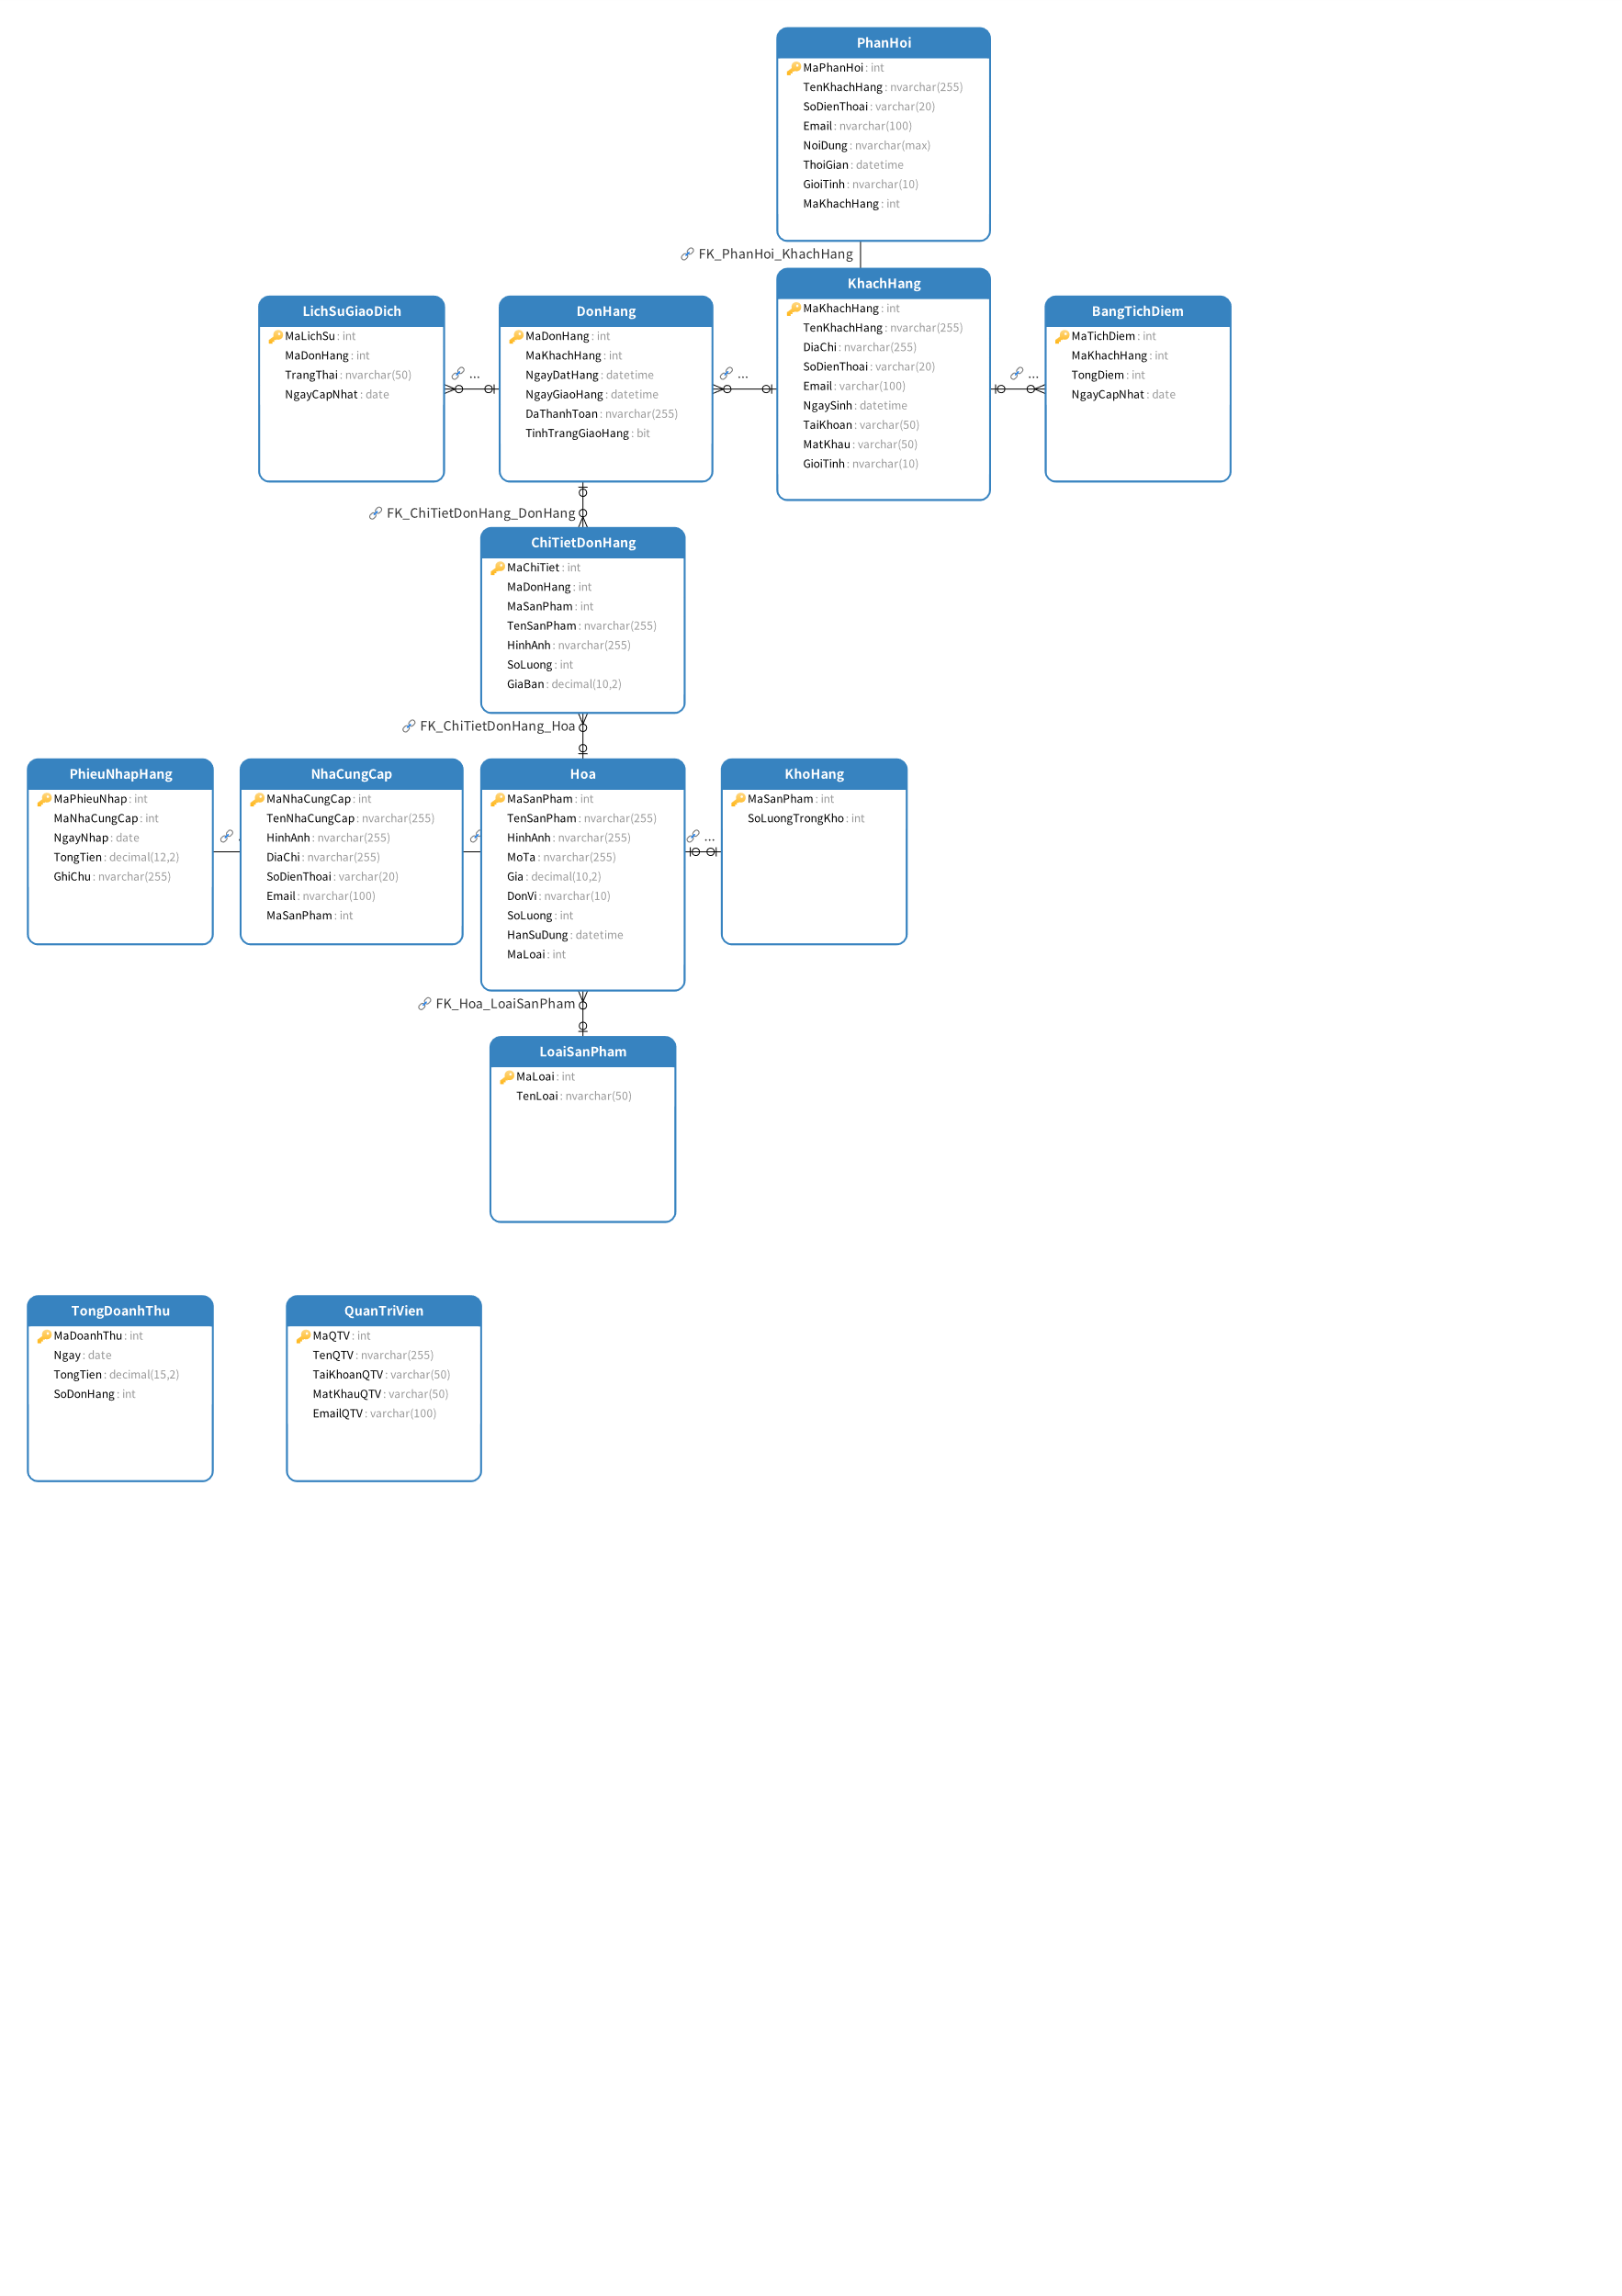 PhanHoi
MaPhanHoi : int
TenKhachHang : nvarchar(255)
SoDienThoai : varchar(20)
Email : nvarchar(100)
NoiDung : nvarchar(max)
ThoiGian : datetime
GioiTinh : nvarchar(10)
MaKhachHang : int
FK_PhanHoi_KhachHang
LichSuGiaoDich
MaLichSu : int
MaDonHang : int
TrangThai : nvarchar(50)
NgayCapNhat : date
...
DonHang
MaDonHang : int
MaKhachHang : int
NgayDatHang : datetime
NgayGiaoHang : datetime
DaThanhToan : nvarchar(255)
TinhTrangGiaoHang : bit
...
KhachHang
MaKhachHang : int
TenKhachHang : nvarchar(255)
DiaChi : nvarchar(255)
SoDienThoai : varchar(20)
Email : varchar(100)
NgaySinh : datetime
TaiKhoan : varchar(50)
MatKhau : varchar(50)
GioiTinh : nvarchar(10)
...
BangTichDiem
MaTichDiem : int
MaKhachHang : int
TongDiem : int
NgayCapNhat : date
FK_ChiTietDonHang_DonHang
ChiTietDonHang
MaChiTiet : int
MaDonHang : int
MaSanPham : int
TenSanPham : nvarchar(255)
HinhAnh : nvarchar(255)
SoLuong : int
GiaBan : decimal(10,2)
FK_ChiTietDonHang_Hoa
PhieuNhapHang
MaPhieuNhap : int
MaNhaCungCap : int
NgayNhap : date
TongTien : decimal(12,2)
GhiChu : nvarchar(255)
NhaCungCap
MaNhaCungCap : int
TenNhaCungCap : nvarchar(255)
HinhAnh : nvarchar(255)
DiaChi : nvarchar(255)
SoDienThoai : varchar(20)
Email : nvarchar(100)
MaSanPham : int
Hoa
MaSanPham : int
TenSanPham : nvarchar(255)
HinhAnh : nvarchar(255)
MoTa : nvarchar(255)
Gia : decimal(10,2)
DonVi : nvarchar(10)
SoLuong : int
HanSuDung : datetime
MaLoai : int
...
KhoHang
MaSanPham : int
SoLuongTrongKho : int
FK_Hoa_LoaiSanPham
LoaiSanPham
MaLoai : int
TenLoai : nvarchar(50)
TongDoanhThu
MaDoanhThu : int
Ngay : date
TongTien : decimal(15,2)
SoDonHang : int
QuanTriVien
MaQTV : int
TenQTV : nvarchar(255)
TaiKhoanQTV : varchar(50)
MatKhauQTV : varchar(50)
EmailQTV : varchar(100)